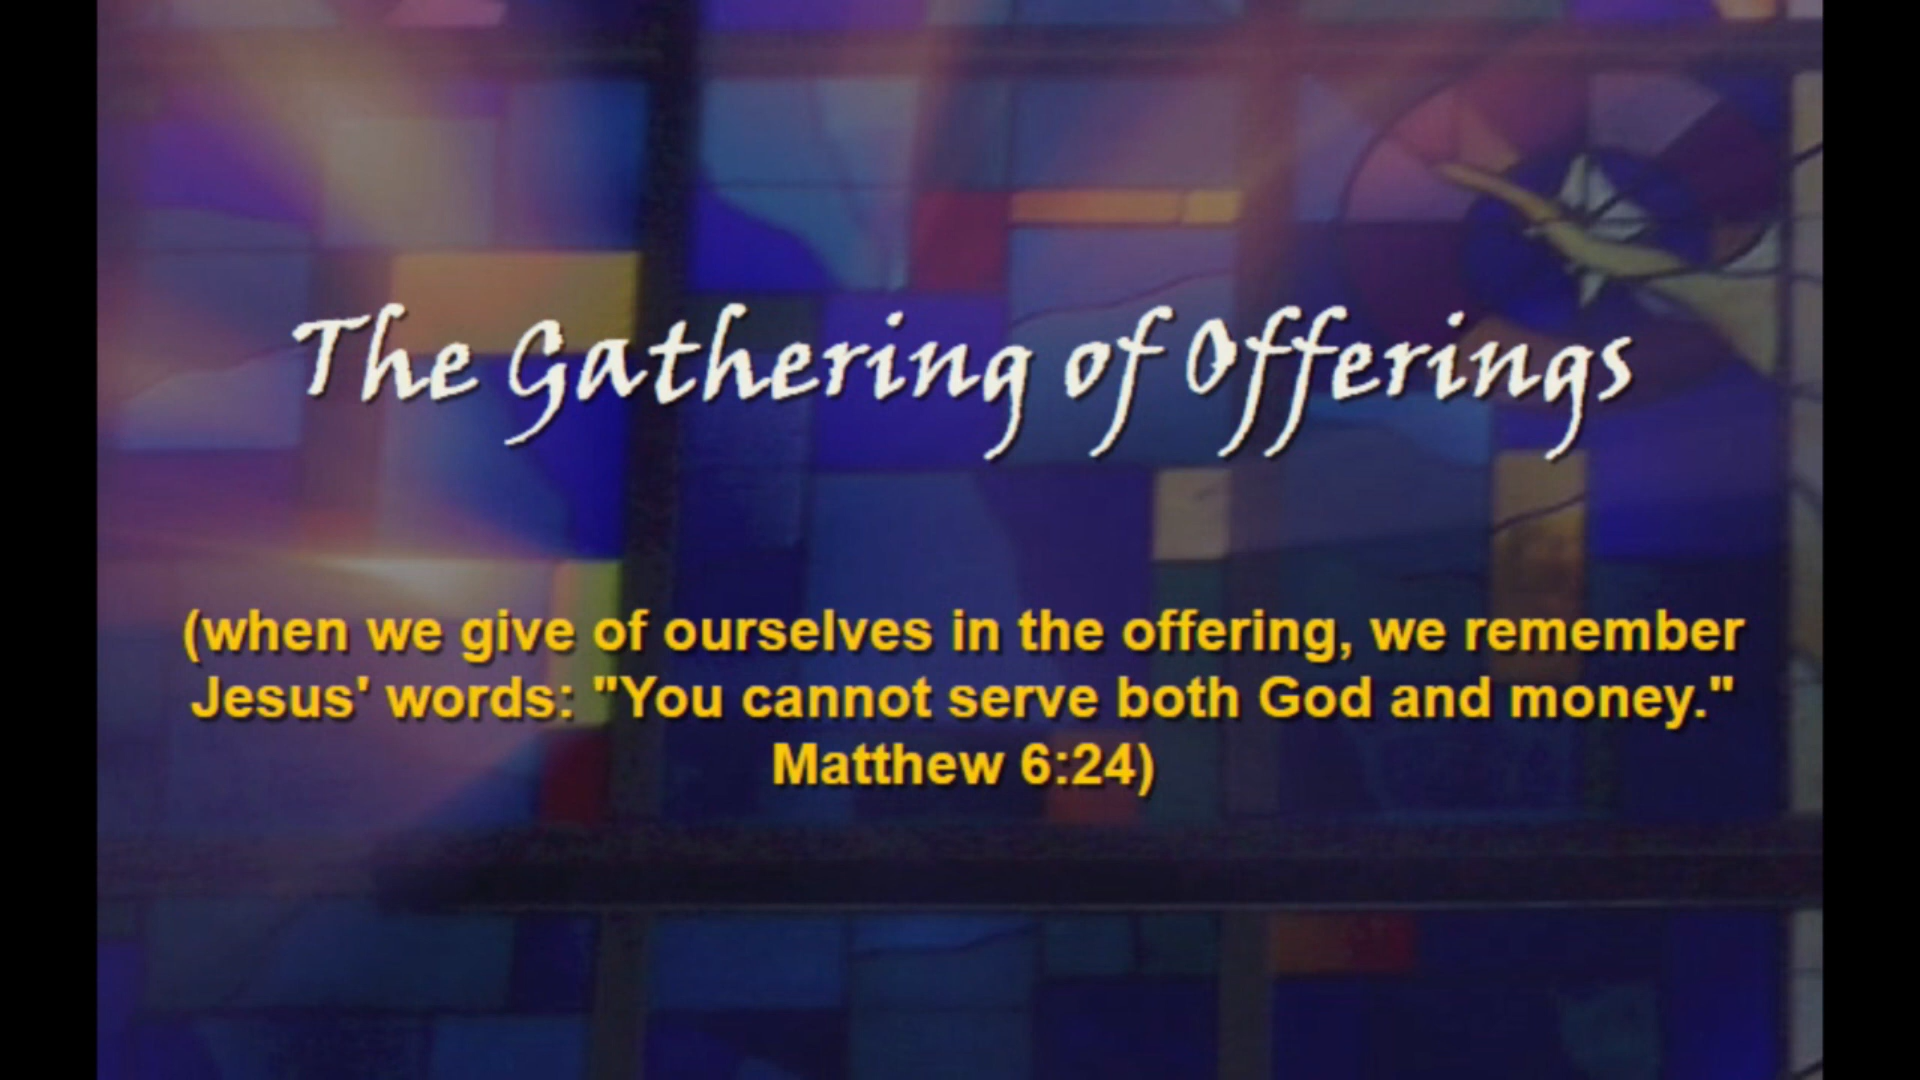 The Gathering of Offerings
(when we give of ourselves in the offering, we remember
Jesus' words: "You cannot serve both God and money."
Matthew 6:24)